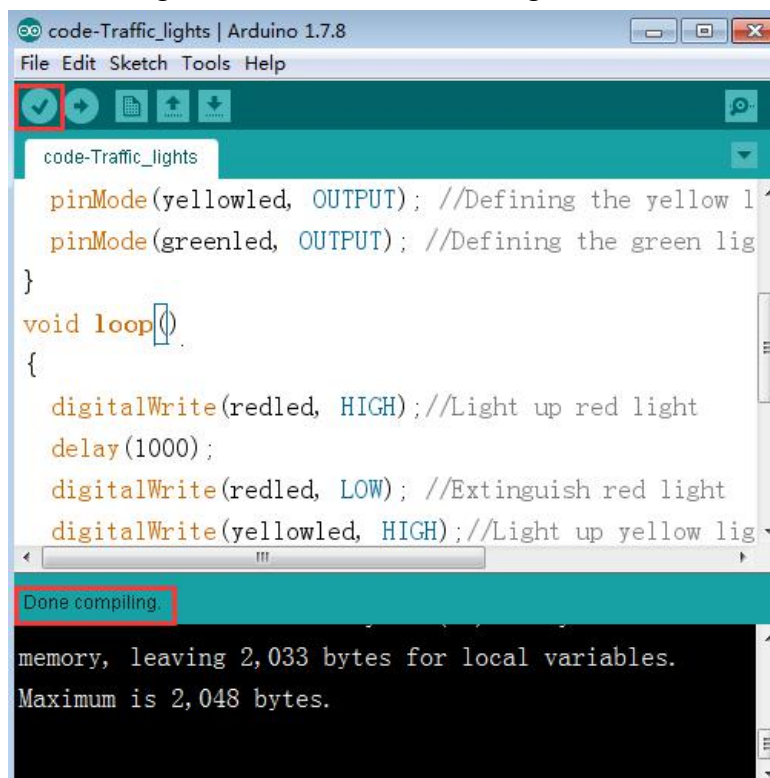 code-Traffic_lights | Arduino 1.7.8
File Edit Sketch Tools Help
code-Traffic_lights
pinMode(yellowled, OUTPUT); //Defining the yellow l
pinMode(greenled, OUTPUT); //Defining the green lig
}
void loop()
{
digitalWrite(redled, HIGH);//Light up red light
delay(1000);
digitalWrite(redled, LOW); //Extinguish red light
digitalWrite(yellowled, HIGH);//Light up yellow lig
Done compiling.
memory, leaving 2,033 bytes for local variables.
Maximum is 2,048 bytes.